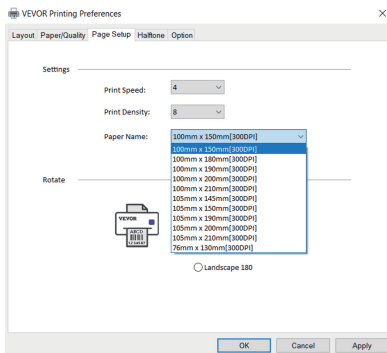 VEVOR Printing Preferences
Layout Paper/Quality Page Setup Halftone Option
Settings
Print Speed: 4
Print Density: 8
Paper Name: 100mm x 150mm[300DPI]
100mm x 150mm[300DPI]
100mm x 180mm[300DPI]
100mm x 190mm[300DPI]
100mm x 200mm[300DPI]
100mm x 210mm[300DPI]
105mm x 145mm[300DPI]
105mm x 150mm[300DPI]
105mm x 190mm[300DPI]
105mm x 200mm[300DPI]
105mm x 210mm[300DPI]
76mm x 130mm[300DPI]
Rotate
VEVOR
ABCD
Landscape 180
OK Cancel Apply